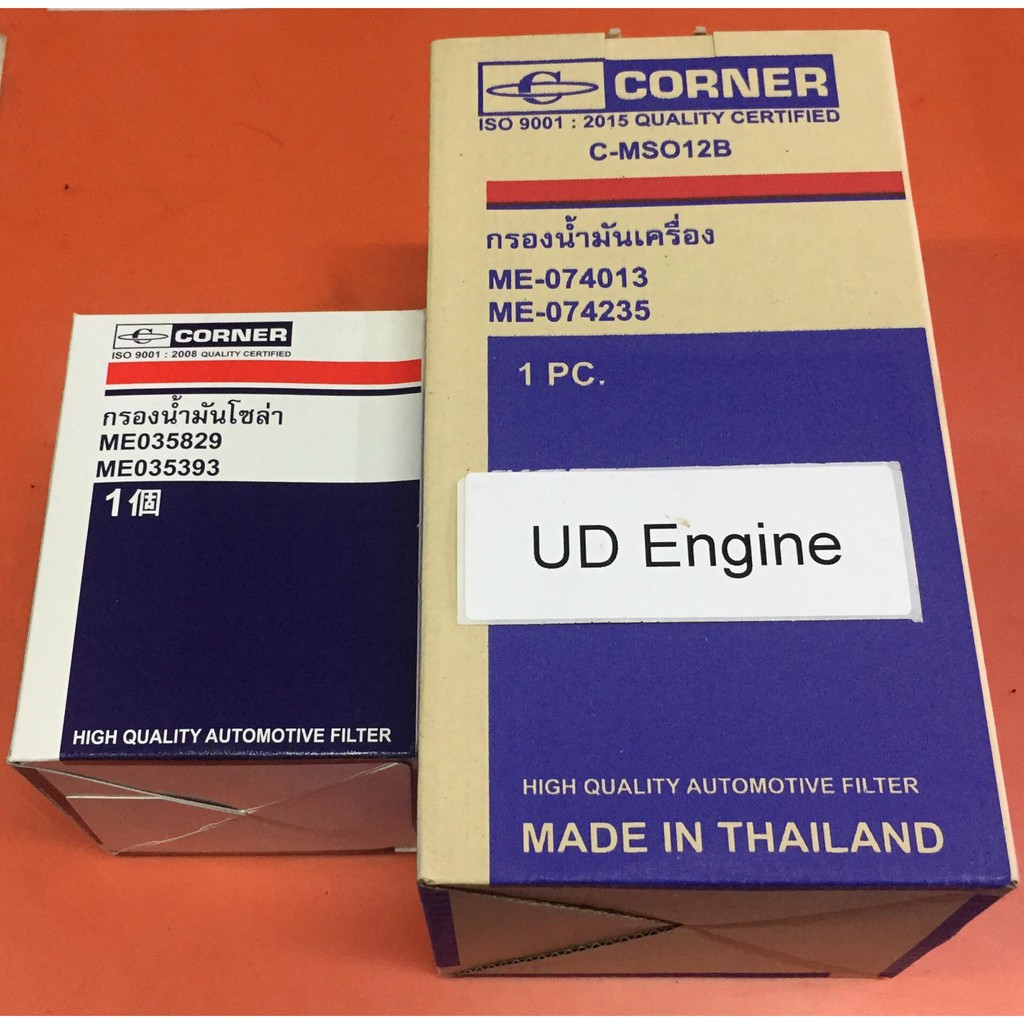 C CORNER
ISO 9001 : 2008 QUALITY CERTIFIED
กรองน้ำมันโซล่า
ME035829
ME035393
1個
HIGH QUALITY AUTOMOTIVE FILTER
C CORNER
ISO 9001 : 2015 QUALITY CERTIFIED
C-MSO12B
กรองน้ำมันเครื่อง
ME-074013
ME-074235
1 PC.
UD Engine
HIGH QUALITY AUTOMOTIVE FILTER
MADE IN THAILAND